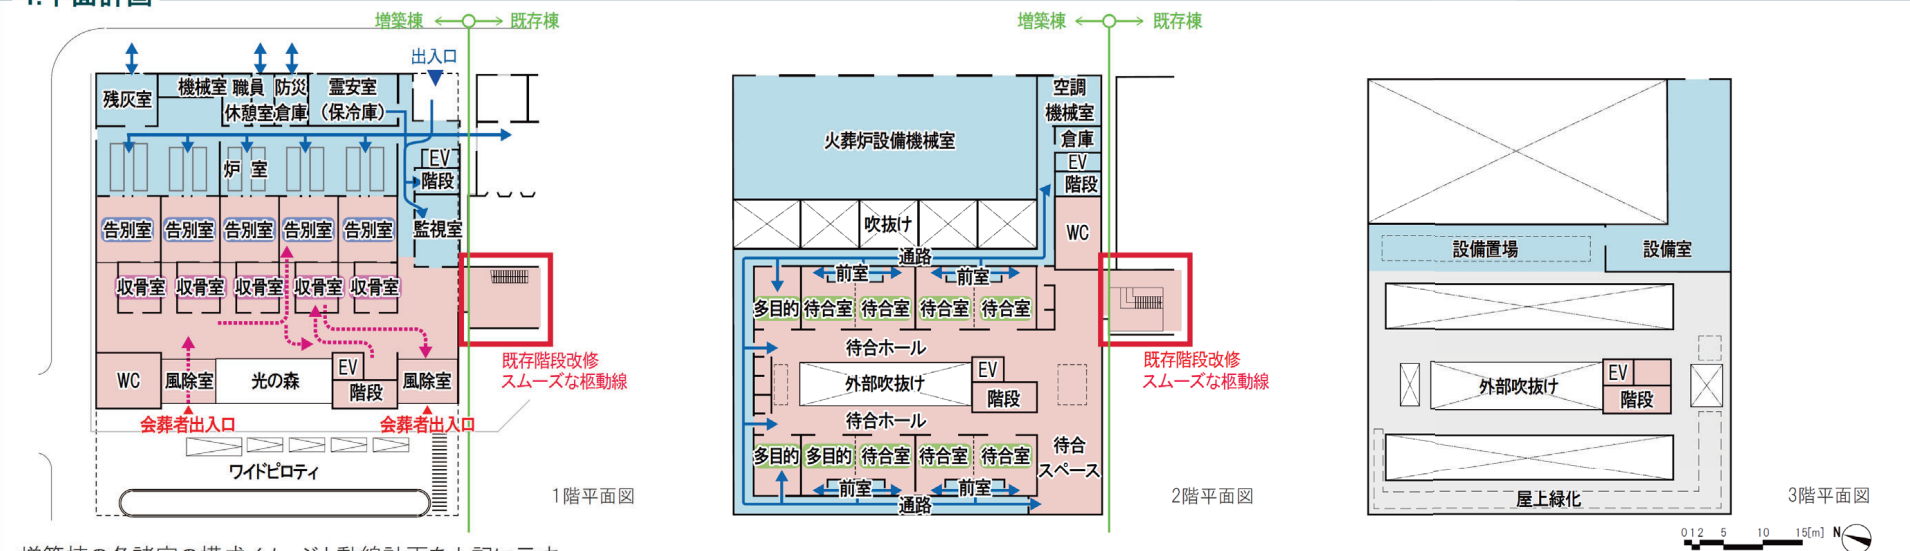 増築棟
既存棟
出入口
残灰室
機械室
職員
休憩室
防災
倉庫
霊安室
(保冷庫)
炉 室
EV
階段
告別室
告別室
告別室
告別室
告別室
監視室
収骨室
収骨室
収骨室
収骨室
収骨室
WC
風除室
光の森
EV
階段
風除室
既存階段改修
スムーズな柩動線
会葬者出入口
会葬者出入口
ワイドピロティ
1階平面図
増築棟
既存棟
火葬炉設備機械室
空調
機械室
倉庫
EV
階段
吹抜け
WC
通路
前室
前室
多目的
待合室
待合室
待合室
待合室
待合ホール
外部吹抜け
EV
階段
待合ホール
既存階段改修
スムーズな柩動線
多目的
多目的
待合室
待合室
待合室
待合
スペース
前室
前室
通路
2階平面図
設備置場
設備室
外部吹抜け
EV
階段
屋上緑化
3階平面図
0 1 2 5 10 15[m] N